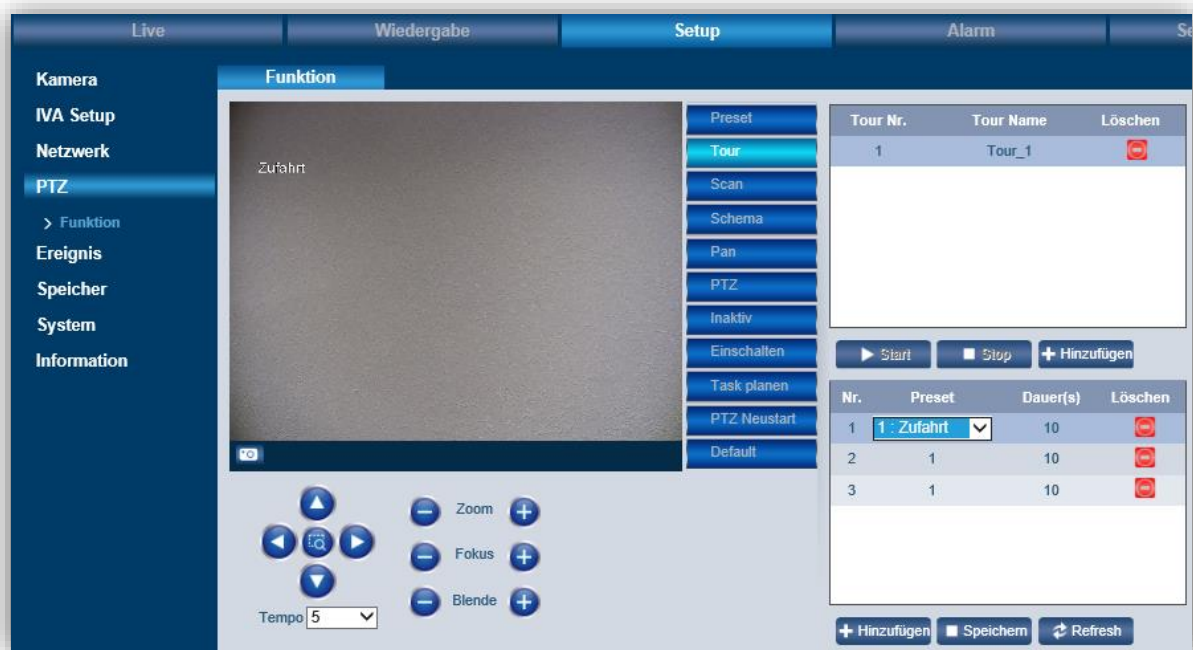 Live Wiedergabe Setup Alarm Se
Kamera
IVA Setup
Netzwerk
PTZ
> Funktion
Ereignis
Speicher
System
Information
Funktion
Zufahrt
Preset
Tour
Scan
Schema
Pan
PTZ
Inaktiv
Einschalten
Task planen
PTZ Neustart
Default
Zoom
Fokus
Blende
Tempo 5
Tour Nr. Tour Name Löschen
1 Tour_1
Start Stop Hinzufügen
Nr. Preset Dauer(s) Löschen
1 1 : Zufahrt 10
2 1 10
3 1 10
Hinzufügen Speichern Refresh